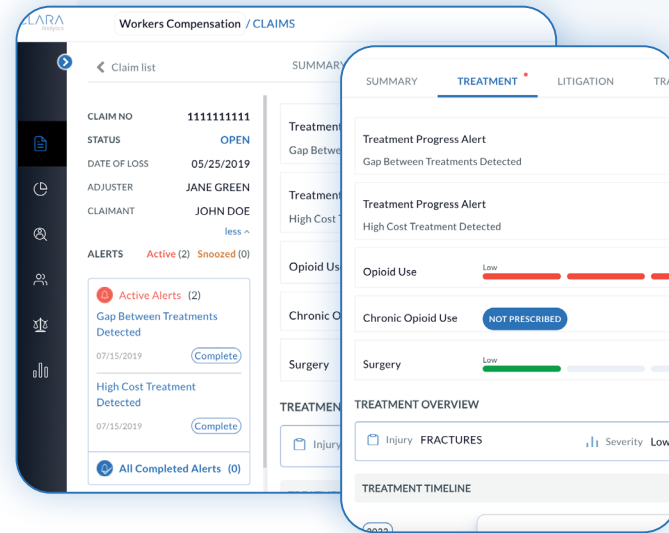 CLARA
Analytics
Workers Compensation / CLAIMS
Claim list
SUMMARY
CLAIM NO 1111111111
STATUS OPEN
DATE OF LOSS 05/25/2019
ADJUSTER JANE GREEN
CLAIMANT JOHN DOE
less
ALERTS Active (2) Snoozed (0)
Active Alerts (2)
Gap Between Treatments
Detected
07/15/2019 Complete
High Cost Treatment
Detected
07/15/2019 Complete
All Completed Alerts (0)
Treatment
Gap Betwe
Treatment
High Cost
Opioid Us
Chronic O
Surgery
TREATMEN
Injury
SUMMARY TREATMENT LITIGATION TRA
Treatment Progress Alert
Gap Between Treatments Detected
Treatment Progress Alert
High Cost Treatment Detected
Opioid Use Low
Chronic Opioid Use NOT PRESCRIBED
Surgery Low
TREATMENT OVERVIEW
Injury FRACTURES Severity Low
TREATMENT TIMELINE